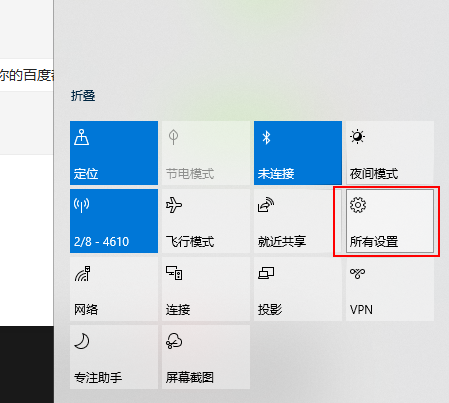 你的百度
折叠
定位
节电模式
未连接
夜间模式
2/8 - 4610
飞行模式
就近共享
所有设置
网络
连接
投影
VPN
专注助手
屏幕截图